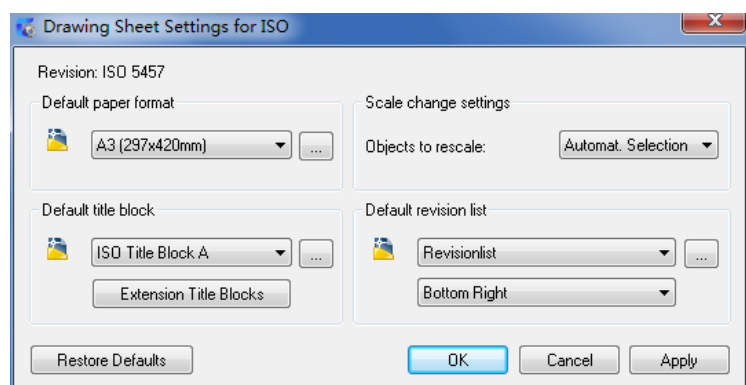 Drawing Sheet Settings for ISO
Revision: ISO 5457
Default paper format
A3 (297x420mm)
...
Scale change settings
Objects to rescale:
Automat. Selection
Default title block
ISO Title Block A
...
Extension Title Blocks
Default revision list
Revisionlist
...
Bottom Right
Restore Defaults
OK
Cancel
Apply